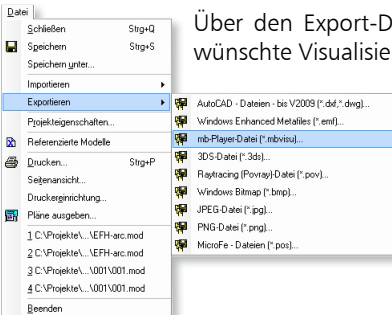 Datei
Über den Export-D
wünschte Visualisie
Schließen Strg+Q
Speichern Strg+S
Speichern unter...
Importieren
Exportieren
AutoCAD - Dateien - bis V2009 (*.dxf,*.dwg)...
Windows Enhanced Metafiles (*.emf)...
mb-Player-Datei (*.mbvisu)...
3DS-Datei (*.3ds)...
Raytracing (Povray)-Datei (*.pov)...
Windows Bitmap (*.bmp)...
JPEG-Datei (*.jpg)...
PNG-Datei (*.png)...
MicroFe - Dateien (*.pos)...
Projekteigenschaften...
Referenzierte Modelle
Drucken... Strg+P
Seitenansicht...
Druckereinrichtung...
Pläne ausgeben...
1 C:\Projekte\...\EFH-arc.mod
2 C:\Projekte\...\EFH-arc.mod
3 C:\Projekte\...\001\001.mod
4 C:\Projekte\...\001\001.mod
Beenden